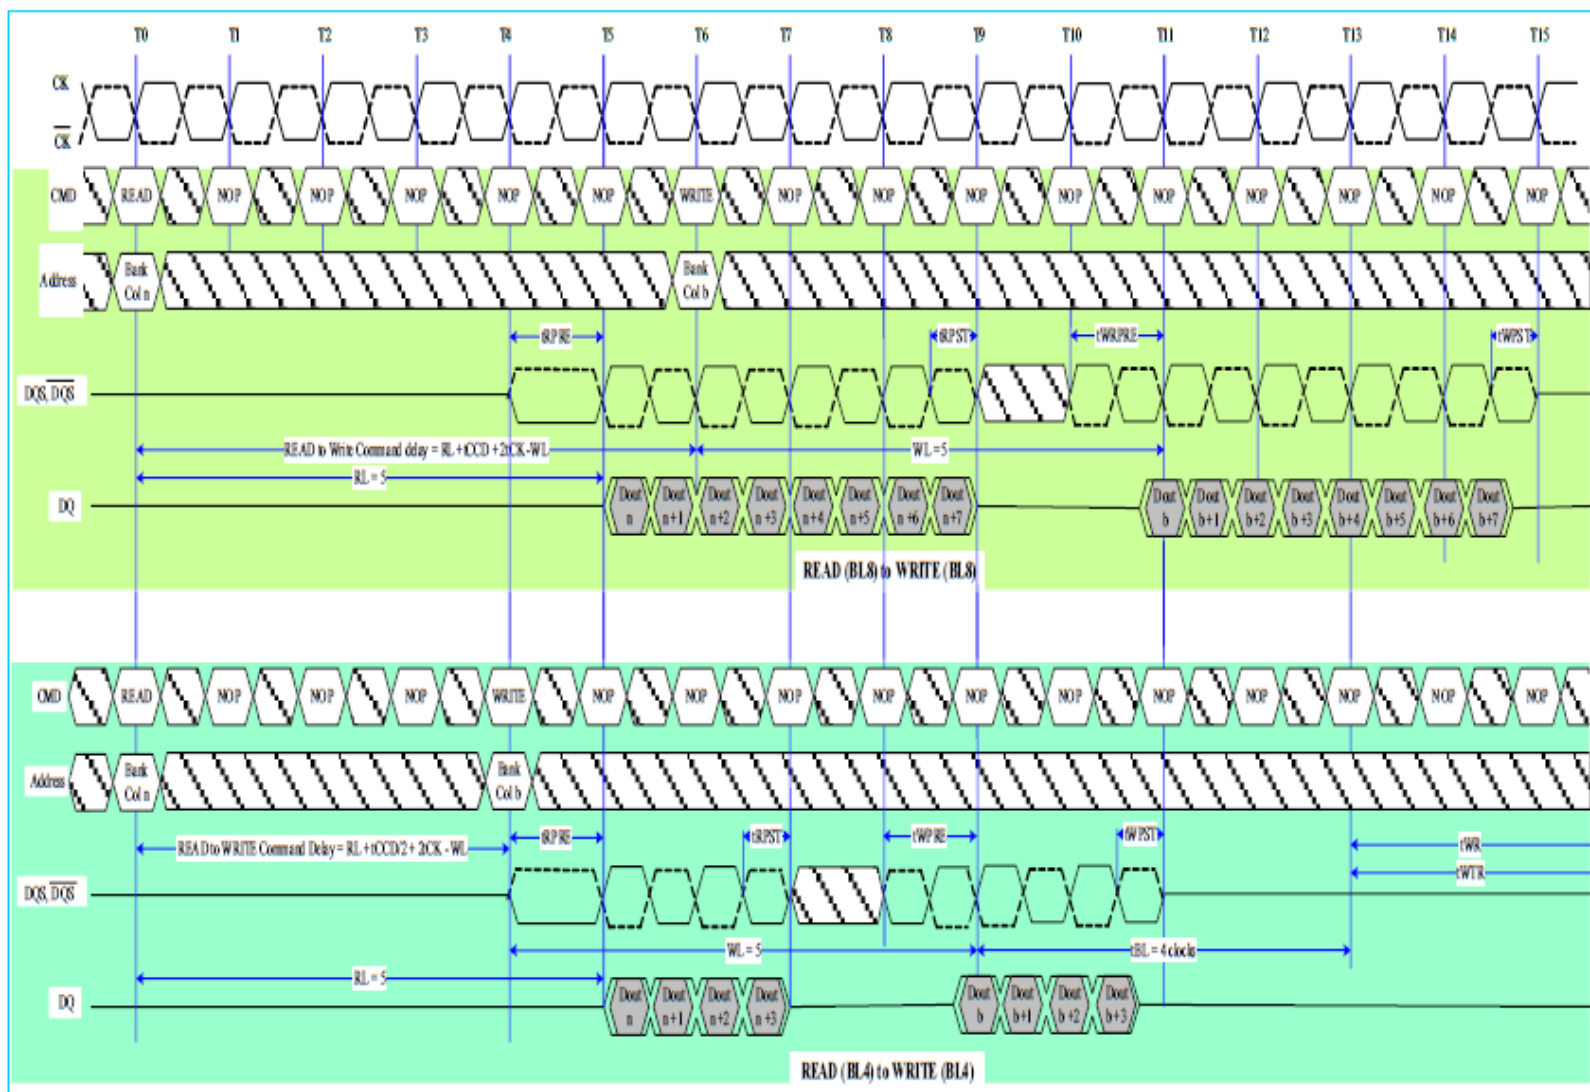 T0 T1 T2 T3 T4 T5 T6 T7 T8 T9 T10 T11 T12 T13 T14 T15
CK
CK
CMD READ NOP NOP NOP NOP NOP WRITE NOP NOP NOP NOP NOP NOP NOP NOP NOP
Address Bank Col n Bank Col b
tRPRE tRPST tWRPRE tWPST
DQS, DQS
READ to Write Command delay = RL + tCCD + 2tCK - WL WL = 5
RL = 5
DQ Dout n Dout n+1 Dout n+2 Dout n+3 Dout n+4 Dout n+5 Dout n+6 Dout n+7 Dout b Dout b+1 Dout b+2 Dout b+3 Dout b+4 Dout b+5 Dout b+6 Dout b+7
READ (BL8) to WRITE (BL8)
CMD READ NOP NOP NOP WRITE NOP NOP NOP NOP NOP NOP NOP NOP NOP NOP NOP
Address Bank Col n Bank Col b
READ to WRITE Command Delay = RL + tCCD/2 + 2tCK - WL tRPRE tRPST tWPRE tWPST tWR
tWTR
DQS, DQS
WL = 5 tBL = 4 clocks
RL = 5
DQ Dout n Dout n+1 Dout n+2 Dout n+3 Dout b Dout b+1 Dout b+2 Dout b+3
READ (BL4) to WRITE (BL4)